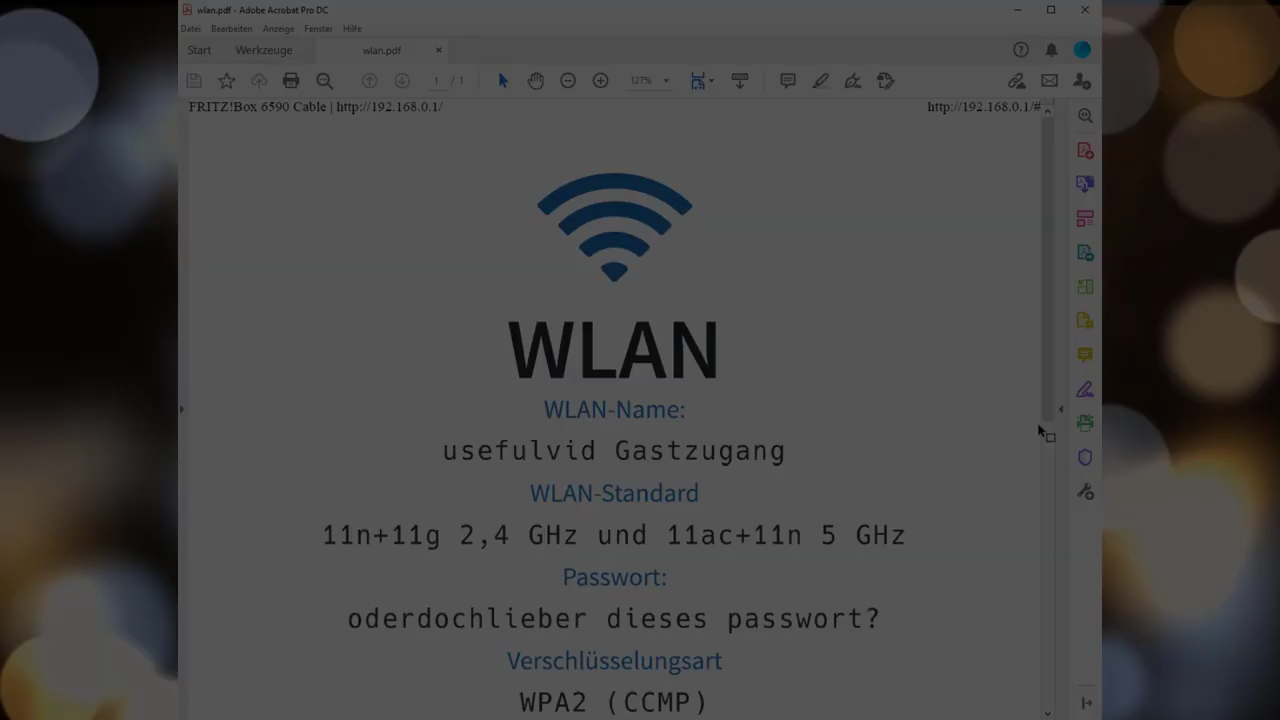 wlan.pdf - Adobe Acrobat Pro DC
Datei Bearbeiten Anzeige Fenster Hilfe
Start Werkzeuge wlan.pdf
1 / 1 127%
FRITZ!Box 6590 Cable | http://192.168.0.1/ http://192.168.0.1/#
WLAN
WLAN-Name:
usefulvid Gastzugang
WLAN-Standard
11n+11g 2,4 GHz und 11ac+11n 5 GHz
Passwort:
oderdochlieber dieses passwort?
Verschlüsselungsart
WPA2 (CCMP)